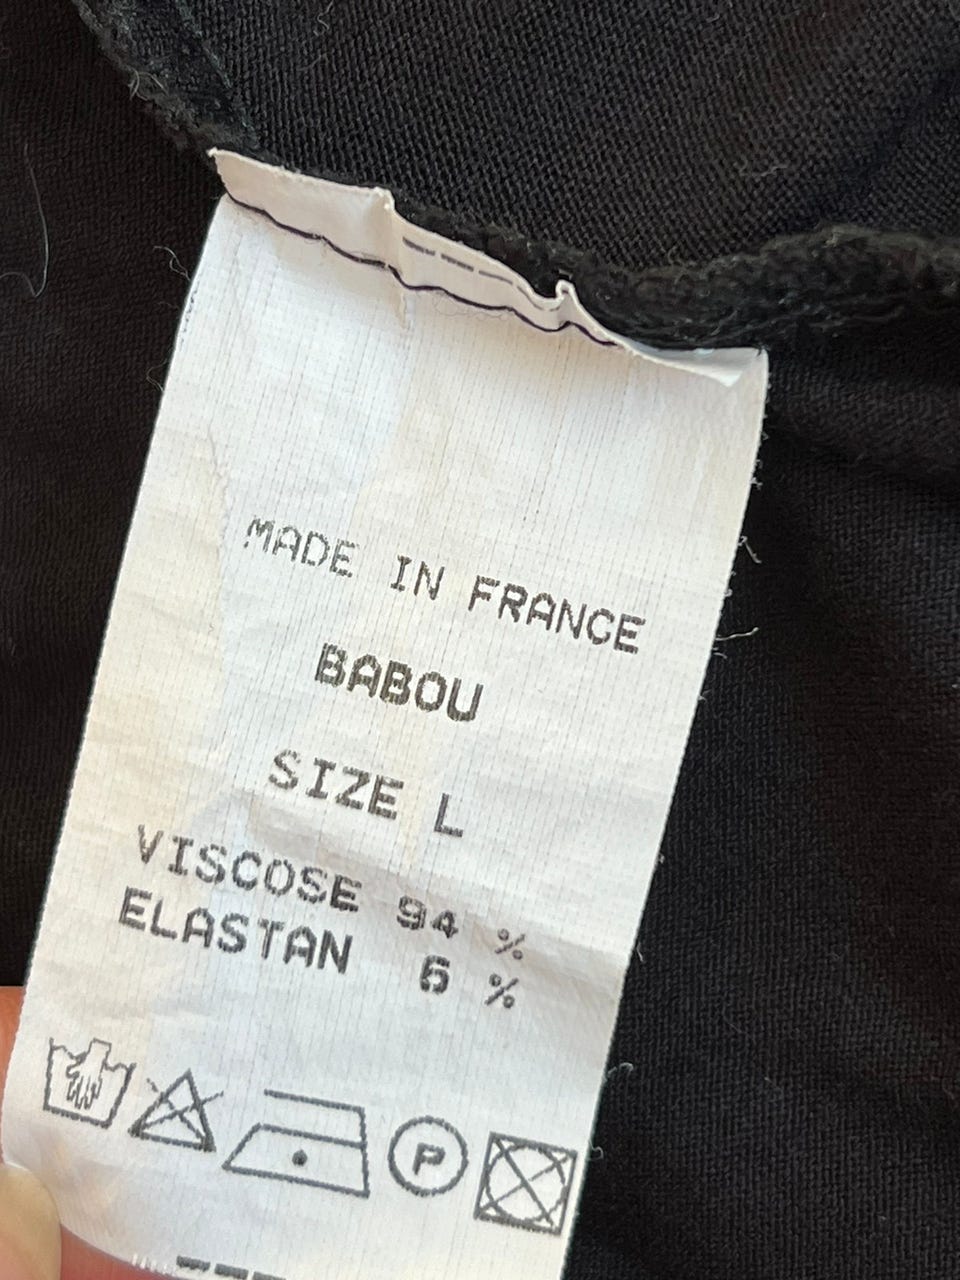 MADE IN FRANCE
BABOU
SIZE L
VISCOSE 94 %
ELASTAN 6 %
P